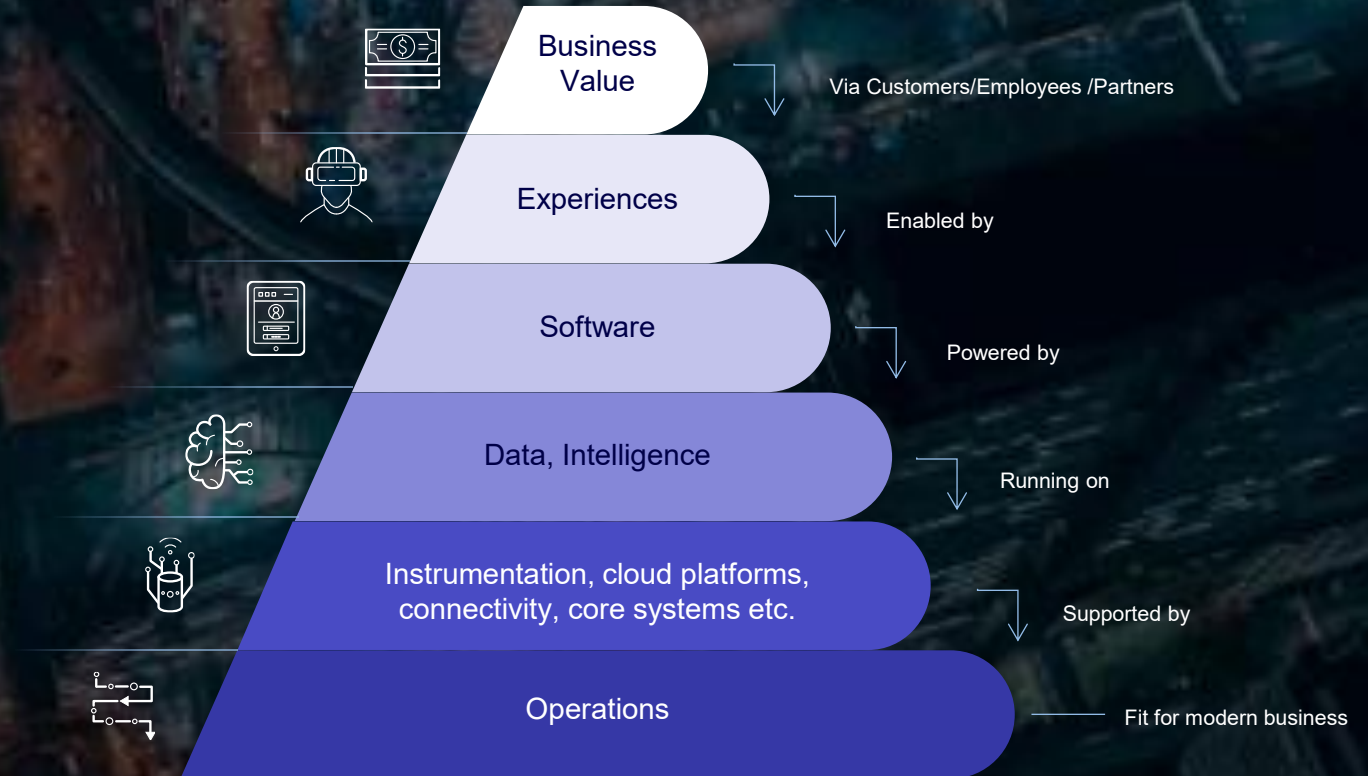 Business
Value
Via Customers/Employees /Partners
Experiences
Enabled by
Software
Powered by
Data, Intelligence
Running on
Instrumentation, cloud platforms,
connectivity, core systems etc.
Supported by
Operations
Fit for modern business